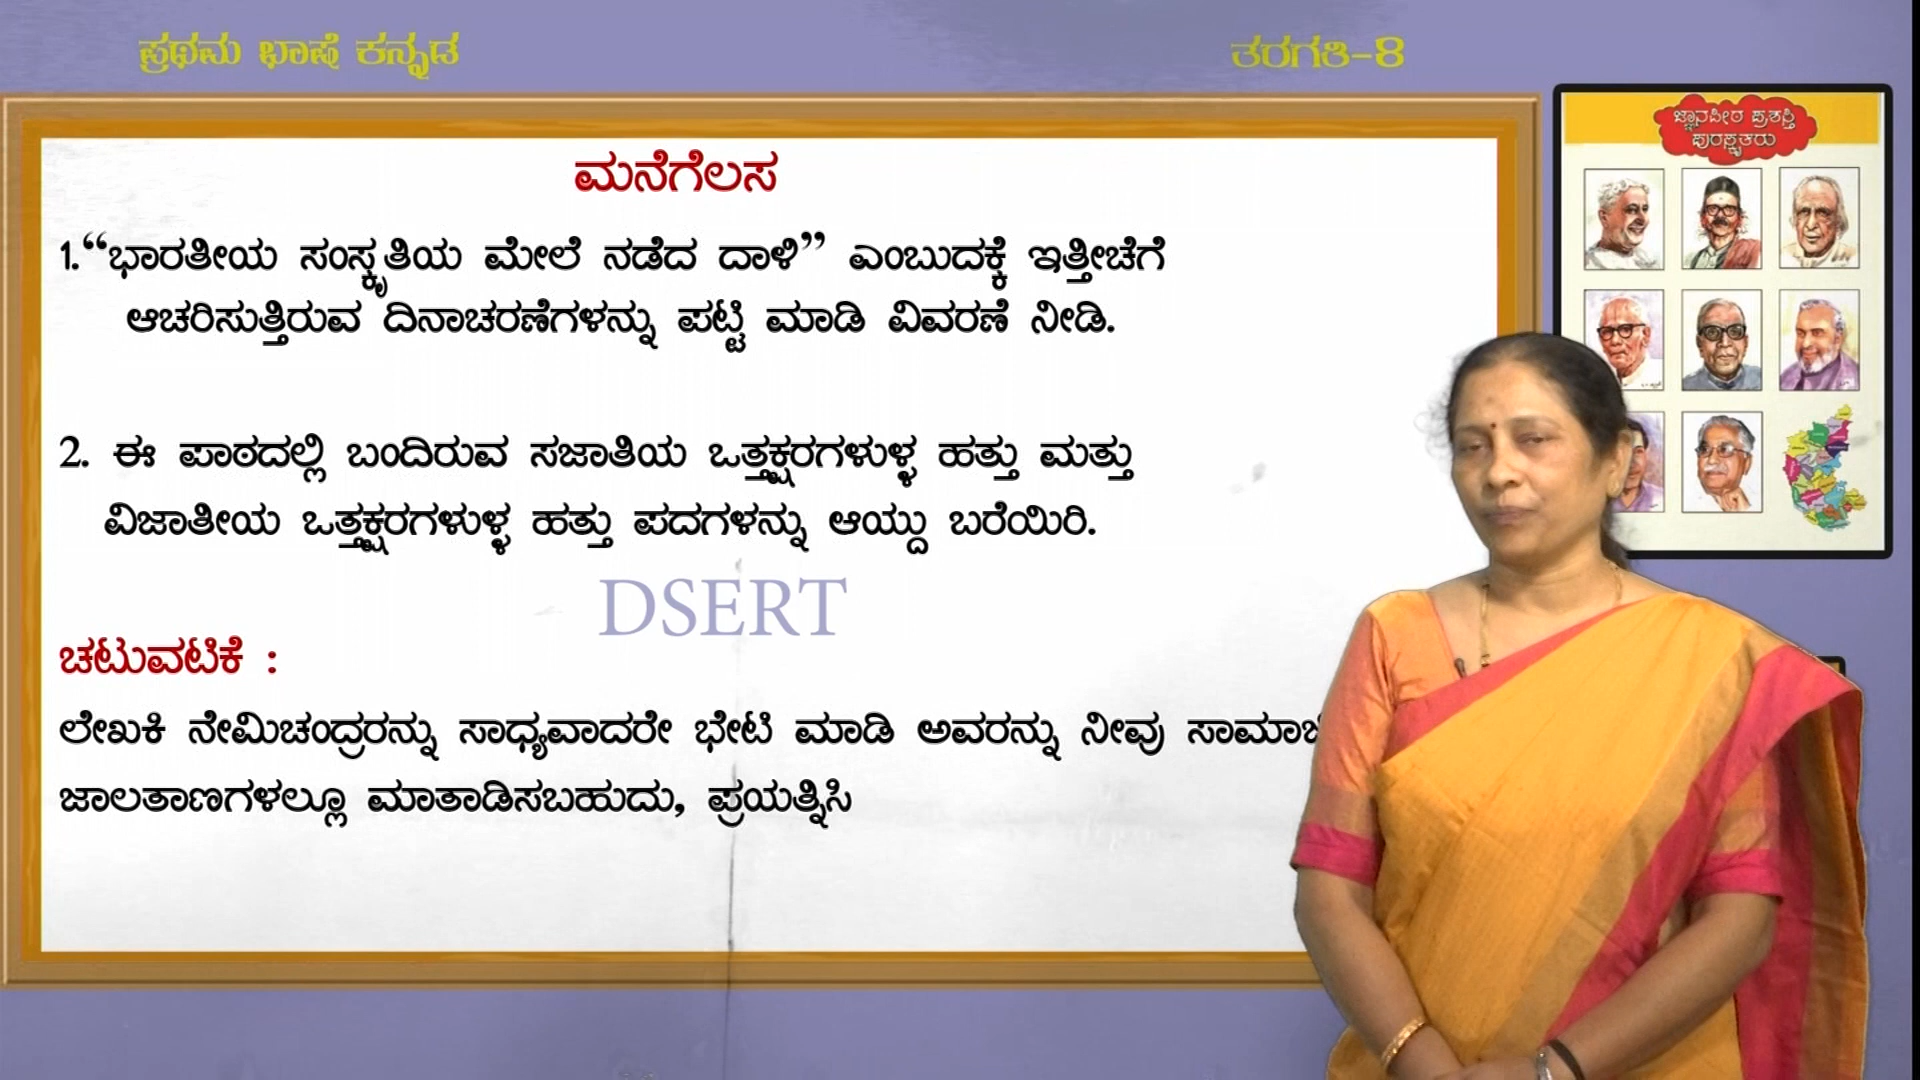 ಪ್ರಥಮ ಭಾಷೆ ಕನ್ನಡ
ತರಗತಿ-8
ಜ್ಞಾನಪೀಠ ಪ್ರಶಸ್ತಿ
ಪುರಸ್ಕೃತರು
ಮನೆಗೆಲಸ
1.“ಭಾರತೀಯ ಸಂಸ್ಕೃತಿಯ ಮೇಲೆ ನಡೆದ ದಾಳಿ” ಎಂಬುದಕ್ಕೆ ಇತ್ತೀಚೆಗೆ
ಆಚರಿಸುತ್ತಿರುವ ದಿನಾಚರಣೆಗಳನ್ನು ಪಟ್ಟಿ ಮಾಡಿ ವಿವರಣೆ ನೀಡಿ.
2. ಈ ಪಾಠದಲ್ಲಿ ಬಂದಿರುವ ಸಜಾತಿಯ ಒತ್ತಕ್ಷರಗಳುಳ್ಳ ಹತ್ತು ಮತ್ತು
ವಿಜಾತೀಯ ಒತ್ತಕ್ಷರಗಳುಳ್ಳ ಹತ್ತು ಪದಗಳನ್ನು ಆಯ್ದು ಬರೆಯಿರಿ.
DSERT
ಚಟುವಟಿಕೆ :
ಲೇಖಕಿ ನೇಮಿಚಂದ್ರರನ್ನು ಸಾಧ್ಯವಾದರೇ ಭೇಟಿ ಮಾಡಿ ಅವರನ್ನು ನೀವು
ಜಾಲತಾಣಗಳಲ್ಲೂ ಮಾತಾಡಿಸಬಹುದು, ಪ್ರಯತ್ನಿಸಿ